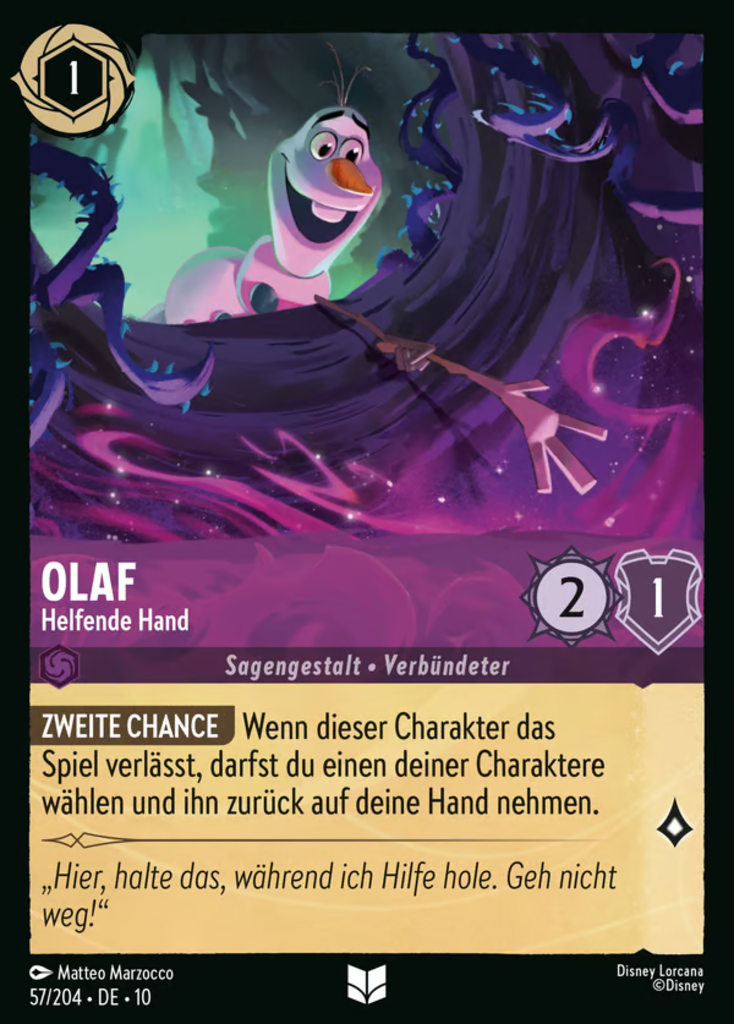 1
OLAF
Helfende Hand
2
1
Sagengestalt • Verbündeter
ZWEITE CHANCE Wenn dieser Charakter das
Spiel verlässt, darfst du einen deiner Charaktere
wählen und ihn zurück auf deine Hand nehmen.
„Hier, halte das, während ich Hilfe hole. Geh nicht
weg!“
Matteo Marzocco
57/204 • DE • 10
Disney Lorcana
©Disney